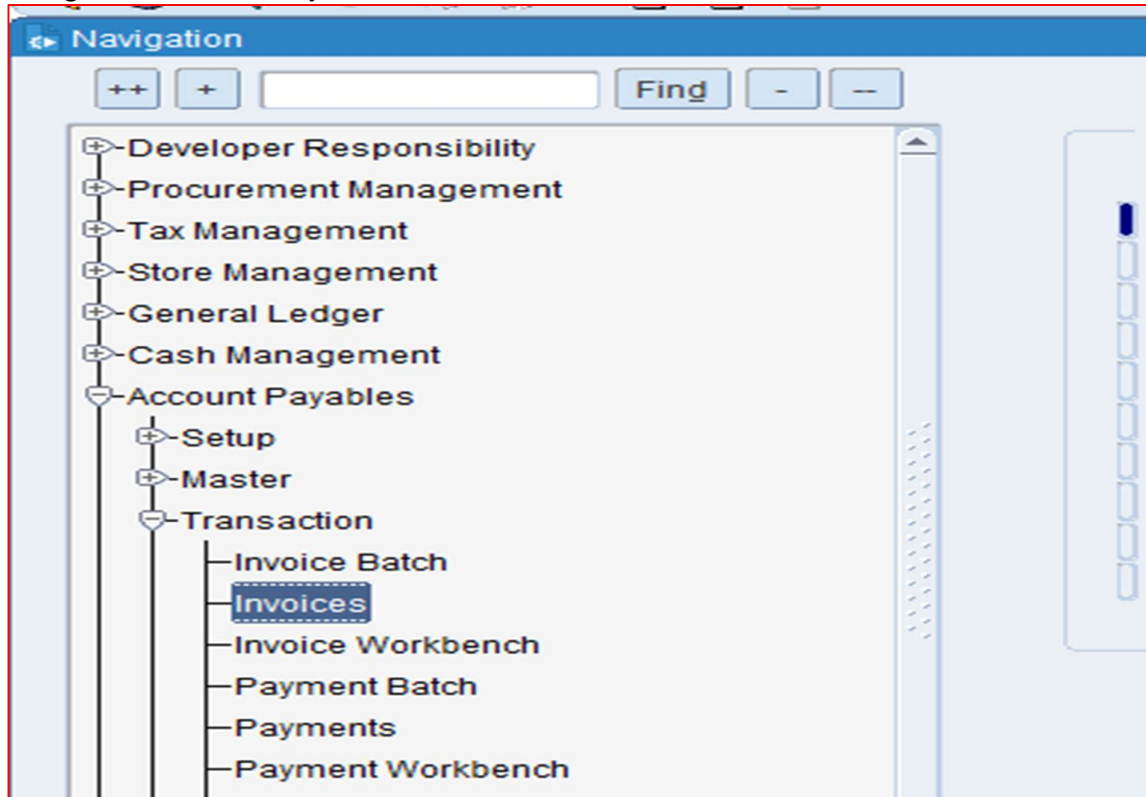 Navigation
++ + Find - --
Developer Responsibility
Procurement Management
Tax Management
Store Management
General Ledger
Cash Management
Account Payables
Setup
Master
Transaction
Invoice Batch
Invoices
Invoice Workbench
Payment Batch
Payments
Payment Workbench